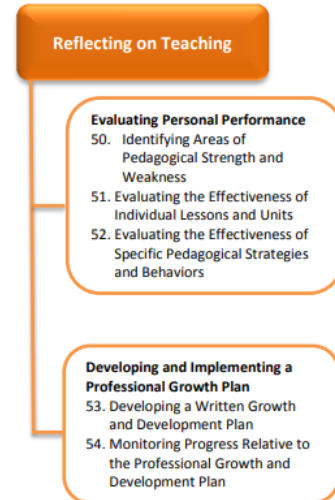 Reflecting on Teaching
Evaluating Personal Performance
50. Identifying Areas of
Pedagogical Strength and
Weakness
51. Evaluating the Effectiveness of
Individual Lessons and Units
52. Evaluating the Effectiveness of
Specific Pedagogical Strategies
and Behaviors
Developing and Implementing a
Professional Growth Plan
53. Developing a Written Growth
and Development Plan
54. Monitoring Progress Relative to
the Professional Growth and
Development Plan